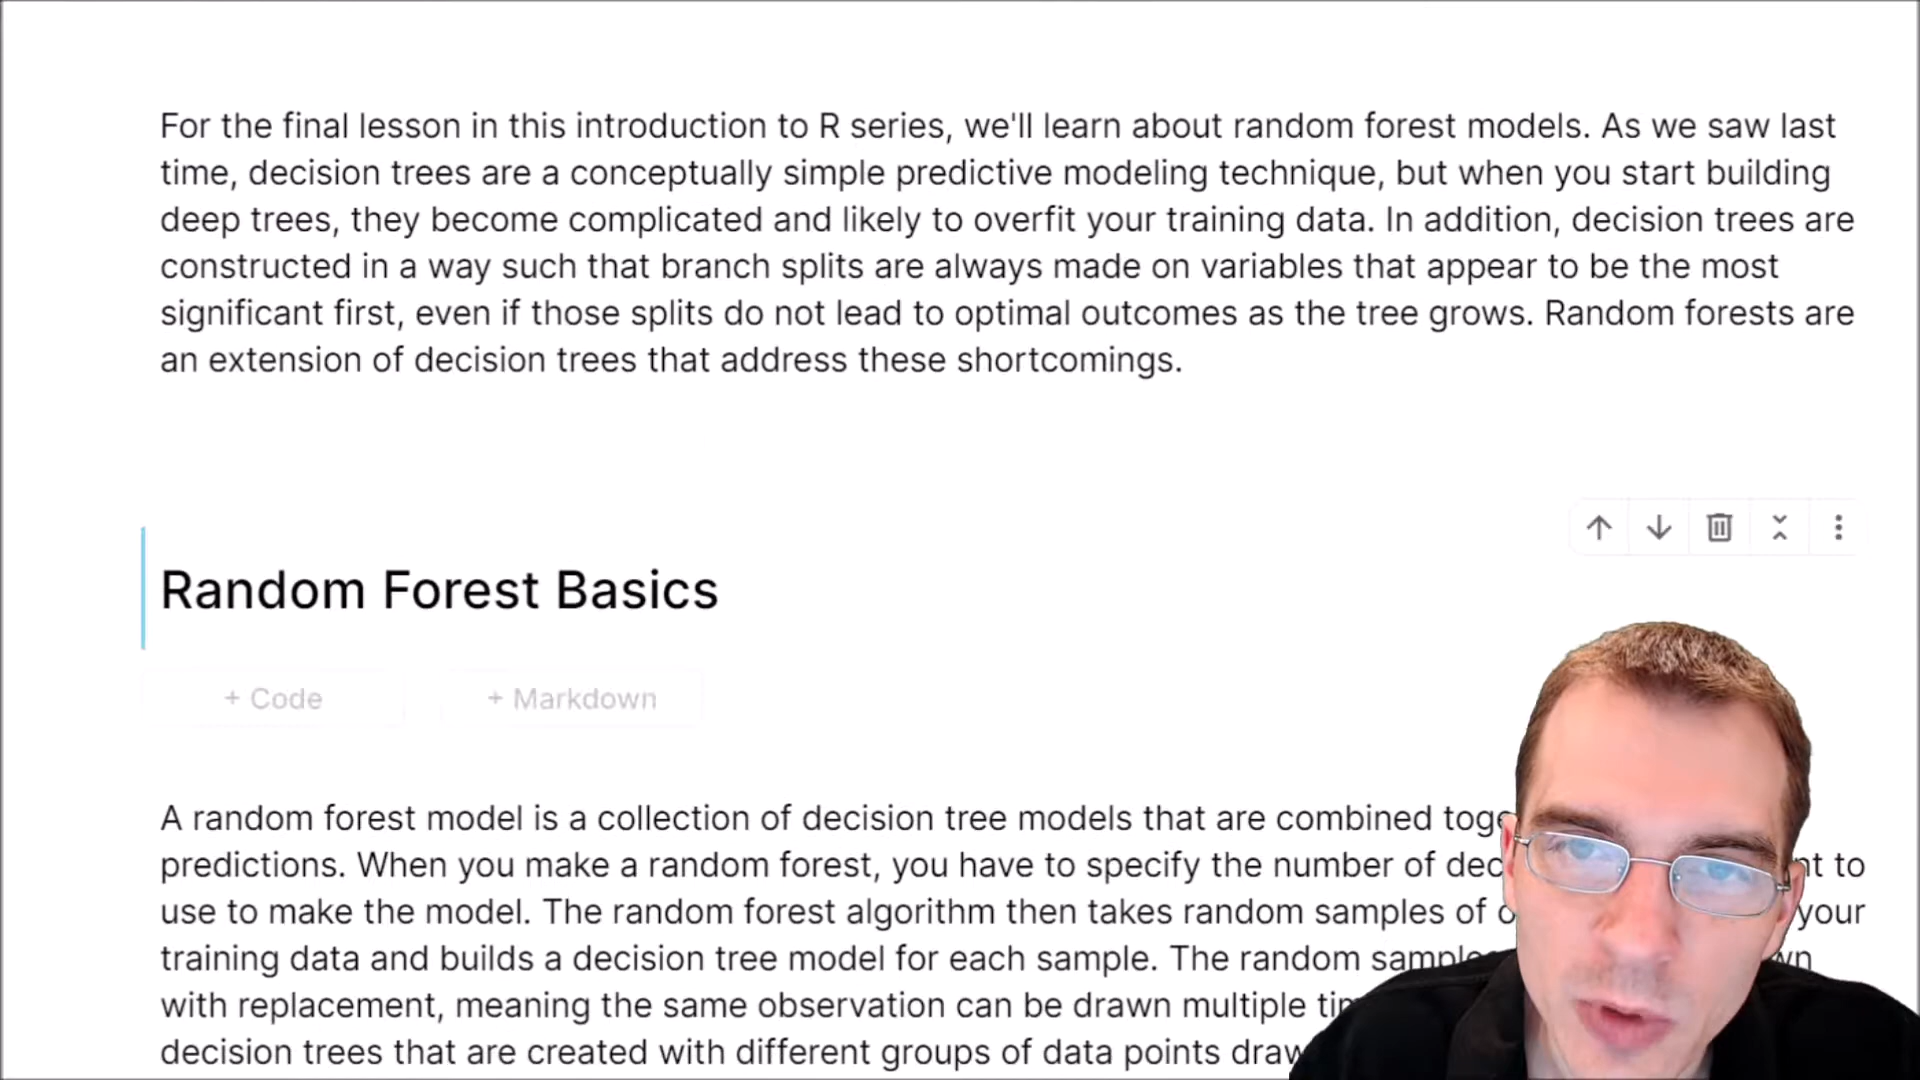 For the final lesson in this introduction to R series, we'll learn about random forest models. As we saw last
time, decision trees are a conceptually simple predictive modeling technique, but when you start building
deep trees, they become complicated and likely to overfit your training data. In addition, decision trees are
constructed in a way such that branch splits are always made on variables that appear to be the most
significant first, even if those splits do not lead to optimal outcomes as the tree grows. Random forests are
an extension of decision trees that address these shortcomings.
Random Forest Basics
+ Code
+ Markdown
A random forest model is a collection of decision tree models that are combined
predictions. When you make a random forest, you have to specify the number of to
use to make the model. The random forest algorithm then takes random samples of your
training data and builds a decision tree model for each sample. The random
with replacement, meaning the same observation can be drawn multiple
decision trees that are created with different groups of data points